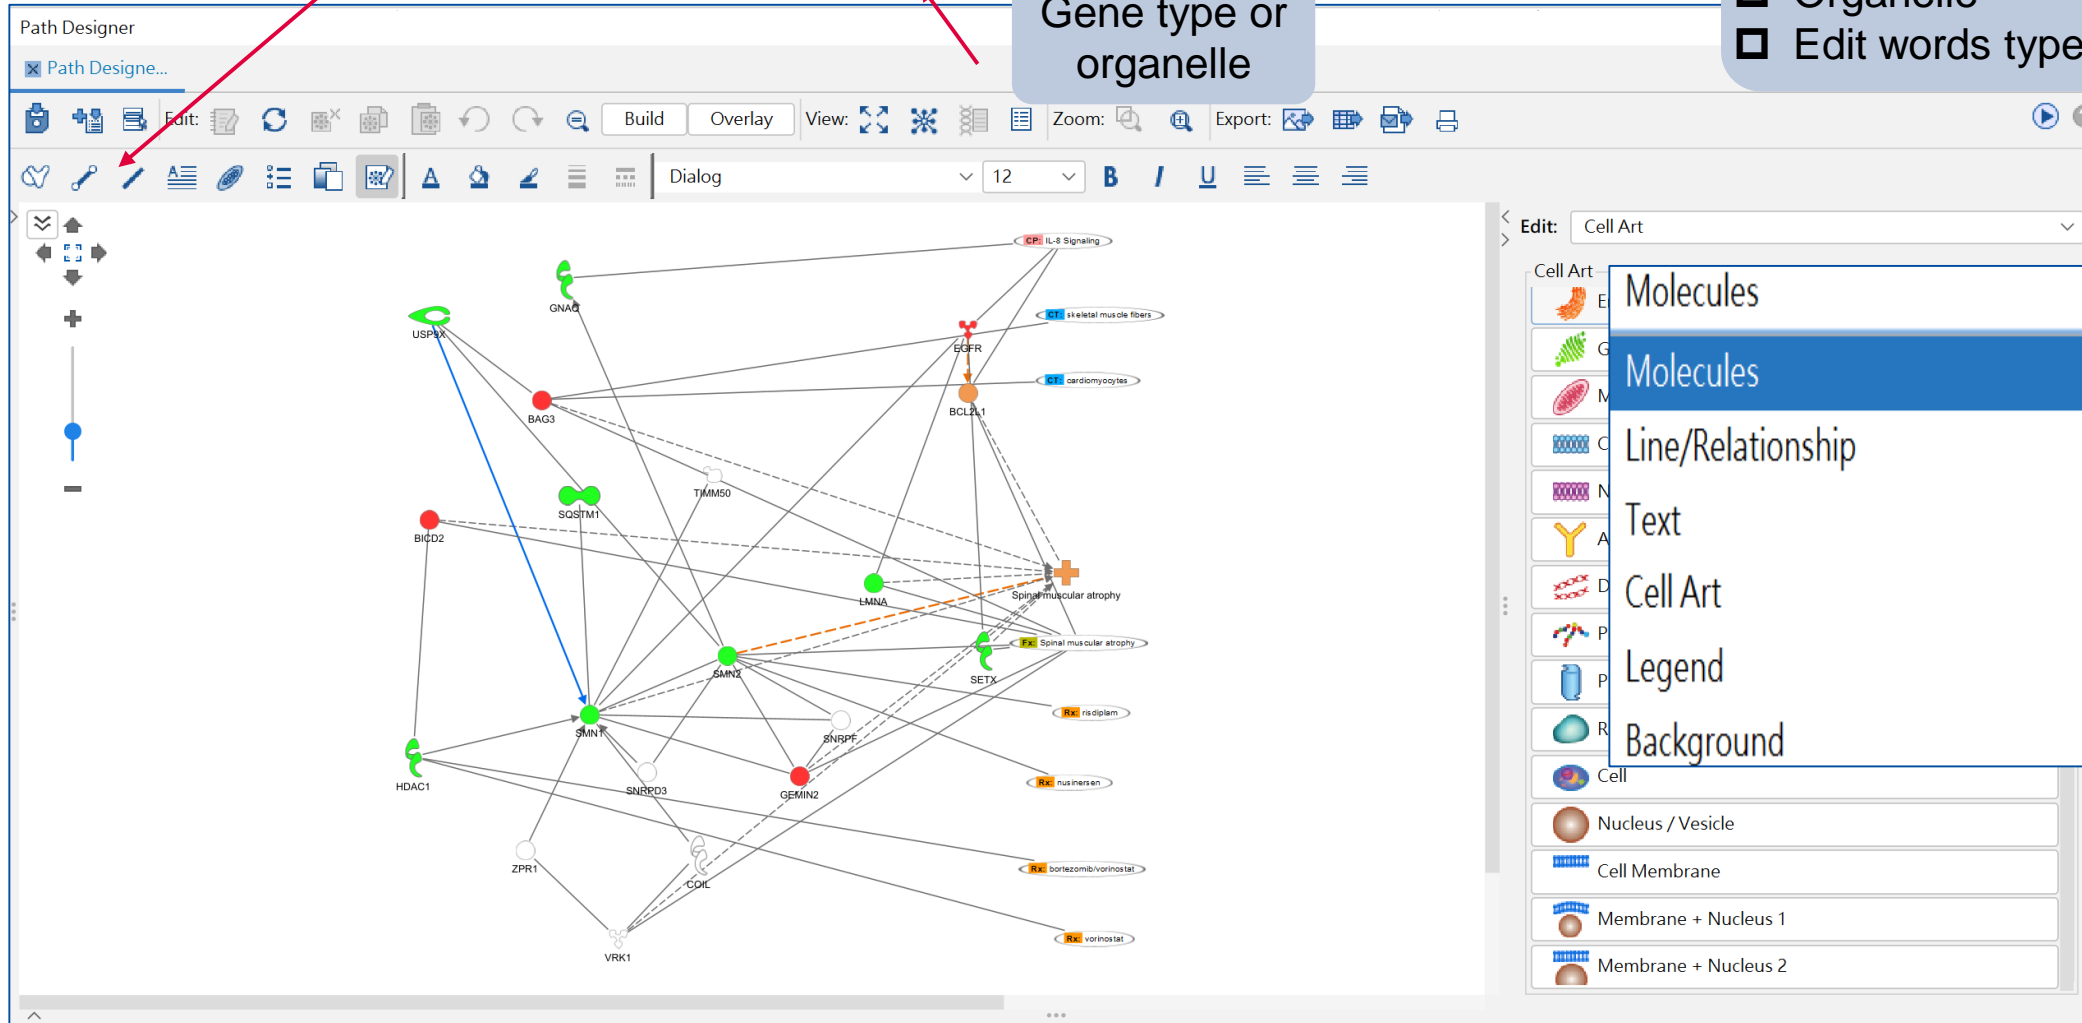 Gene type or
organelle
Organelle
Edit words type
Path Designer
Path Designe...
Edit:
Build
Overlay
View:
Zoom:
Export:
A
Dialog
12
B
I
U
Edit:
Cell Art
Cell Art
Molecules
Molecules
Line/Relationship
Text
Cell Art
Legend
Background
E
G
M
C
N
A
D
P
P
R
Cell
Nucleus / Vesicle
Cell Membrane
Membrane + Nucleus 1
Membrane + Nucleus 2
CP: IL-8 Signaling
GNAQ
USP9X
CT: skeletal muscle fibers
EGFR
CT: cardiomyocytes
BCL2L1
BAG3
TIMM50
SQSTM1
BICD2
LMNA
Spinal muscular atrophy
Fx: Spinal muscular atrophy
SMN2
SETX
Rx: risdiplam
SMN1
SNRPF
HDAC1
SNRPD3
GEMIN2
Rx: nusinersen
ZPR1
COIL
Rx: bortezomib/vorinostat
VRK1
Rx: vorinostat